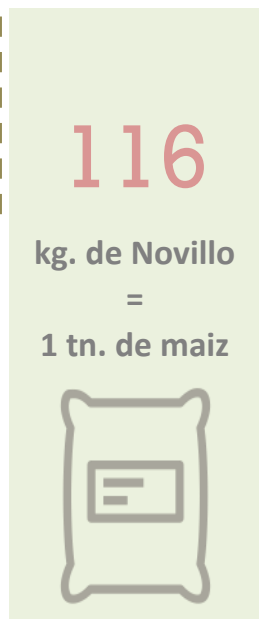 116
kg. de Novillo
=
1 tn. de maiz